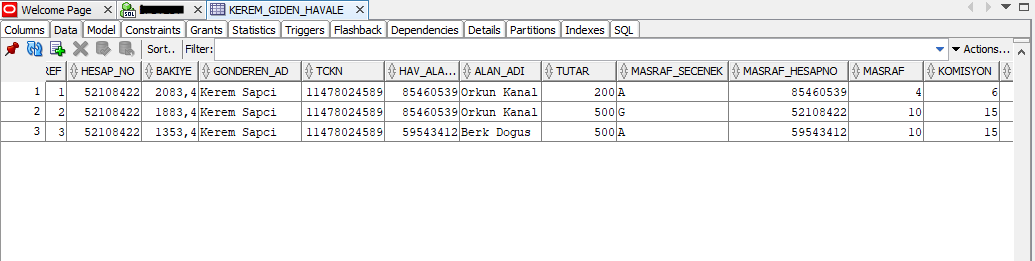 Welcome Page SQL KEREM_GIDEN_HAVALE
Columns Data Model Constraints Grants Statistics Triggers Flashback Dependencies Details Partitions Indexes SQL
Sort.. Filter: Actions...
REF HESAP_NO BAKIYE GONDEREN_AD TCKN HAV_ALA... ALAN_ADI TUTAR MASRAF_SECENEK MASRAF_HESAPNO MASRAF KOMISYON
1 1 52108422 2083,4 Kerem Sapci 11478024589 85460539 Orkun Kanal 200 A 85460539 4 6
2 2 52108422 1883,4 Kerem Sapci 11478024589 85460539 Orkun Kanal 500 G 52108422 10 15
3 3 52108422 1353,4 Kerem Sapci 11478024589 59543412 Berk Dogus 500 A 59543412 10 15